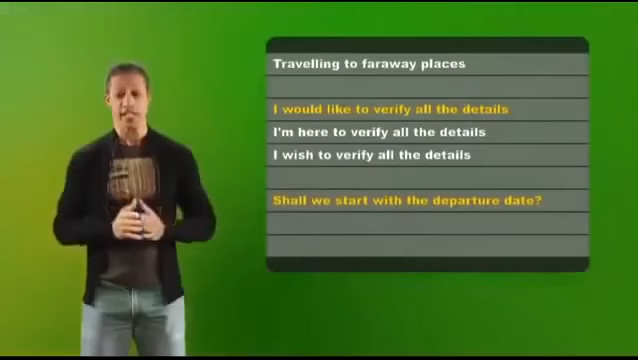 Travelling to faraway places
I would like to verify all the details
I'm here to verify all the details
I wish to verify all the details
Shall we start with the departure date?